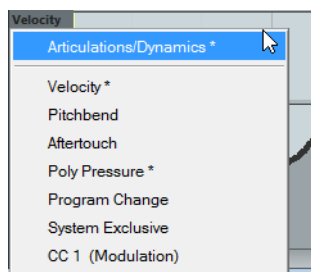 Velocity
Articulations/Dynamics *
Velocity *
Pitchbend
Aftertouch
Poly Pressure *
Program Change
System Exclusive
CC 1 (Modulation)